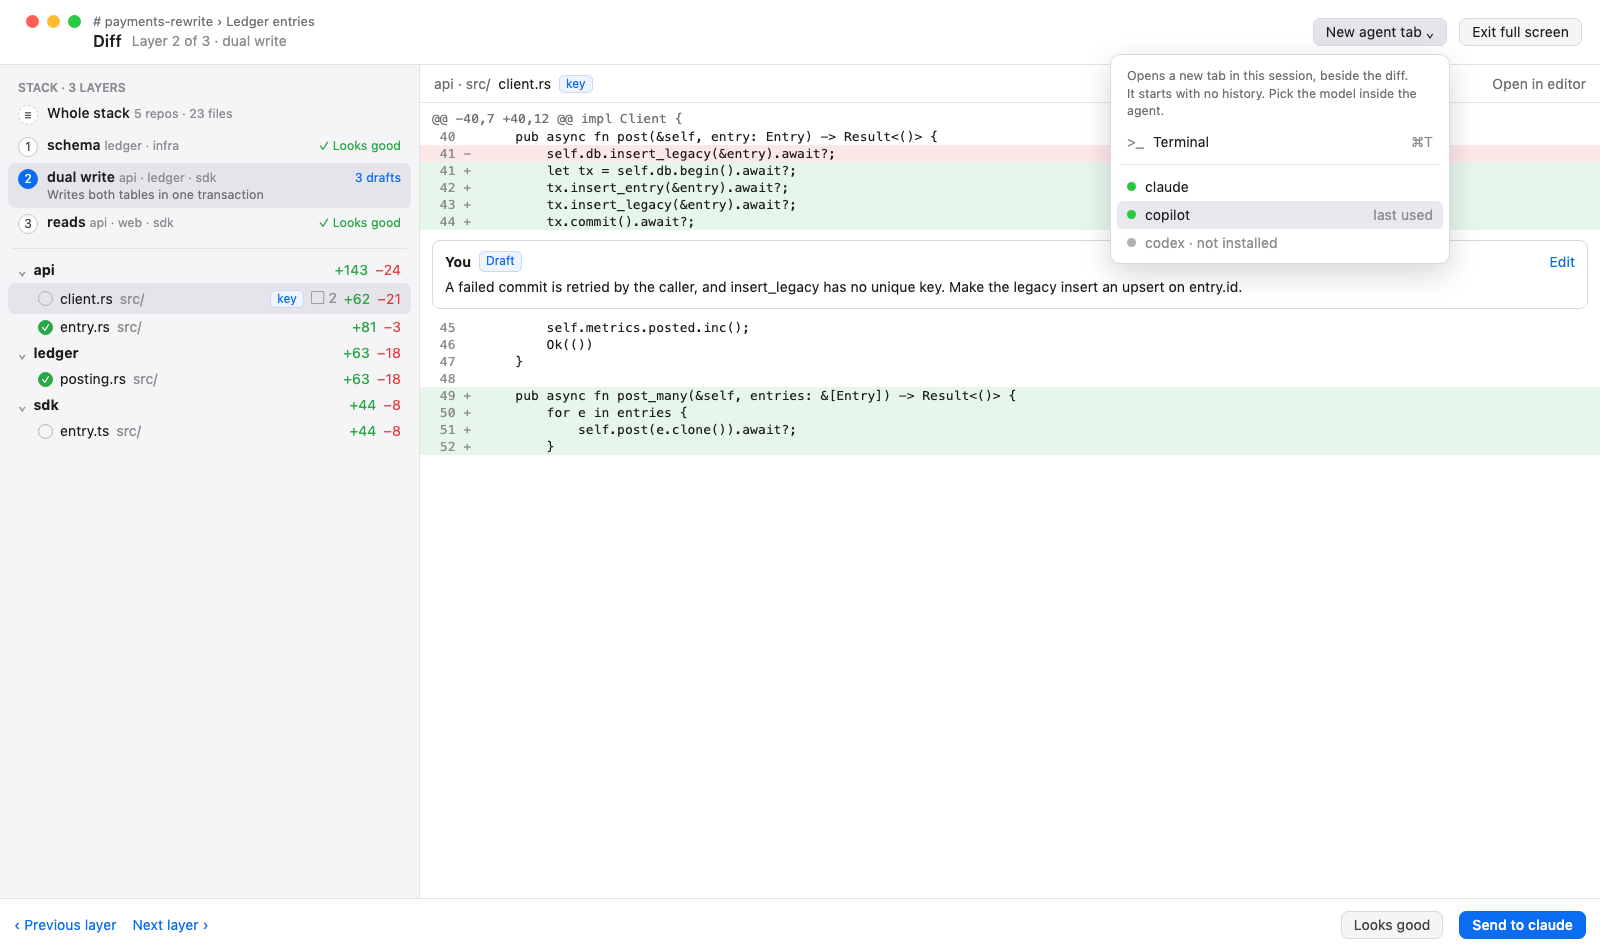 # payments-rewrite › Ledger entries
Diff Layer 2 of 3 · dual write
New agent tab ⌄
Exit full screen
STACK · 3 LAYERS
Whole stack 5 repos · 23 files
1 schema ledger · infra ✓ Looks good
2 dual write api · ledger · sdk 3 drafts
Writes both tables in one transaction
3 reads api · web · sdk ✓ Looks good
api +143 −24
client.rs src/ key 2 +62 −21
entry.rs src/ +81 −3
ledger +63 −18
posting.rs src/ +63 −18
sdk +44 −8
entry.ts src/ +44 −8
api · src/ client.rs key
Open in editor
Opens a new tab in this session, beside the diff.
It starts with no history. Pick the model inside the
agent.
>_ Terminal ⌘T
claude
copilot last used
codex · not installed
@@ −40,7 +40,12 @@ impl Client {
40 pub async fn post(&self, entry: Entry) -> Result<()> {
41 − self.db.insert_legacy(&entry).await?;
41 + let tx = self.db.begin().await?;
42 + tx.insert_entry(&entry).await?;
43 + tx.insert_legacy(&entry).await?;
44 + tx.commit().await?;
You Draft Edit
A failed commit is retried by the caller, and insert_legacy has no unique key. Make the legacy insert an upsert on entry.id.
45 self.metrics.posted.inc();
46 Ok(())
47 }
48
49 + pub async fn post_many(&self, entries: &[Entry]) -> Result<()> {
50 + for e in entries {
51 + self.post(e.clone()).await?;
52 + }
‹ Previous layer Next layer ›
Looks good
Send to claude